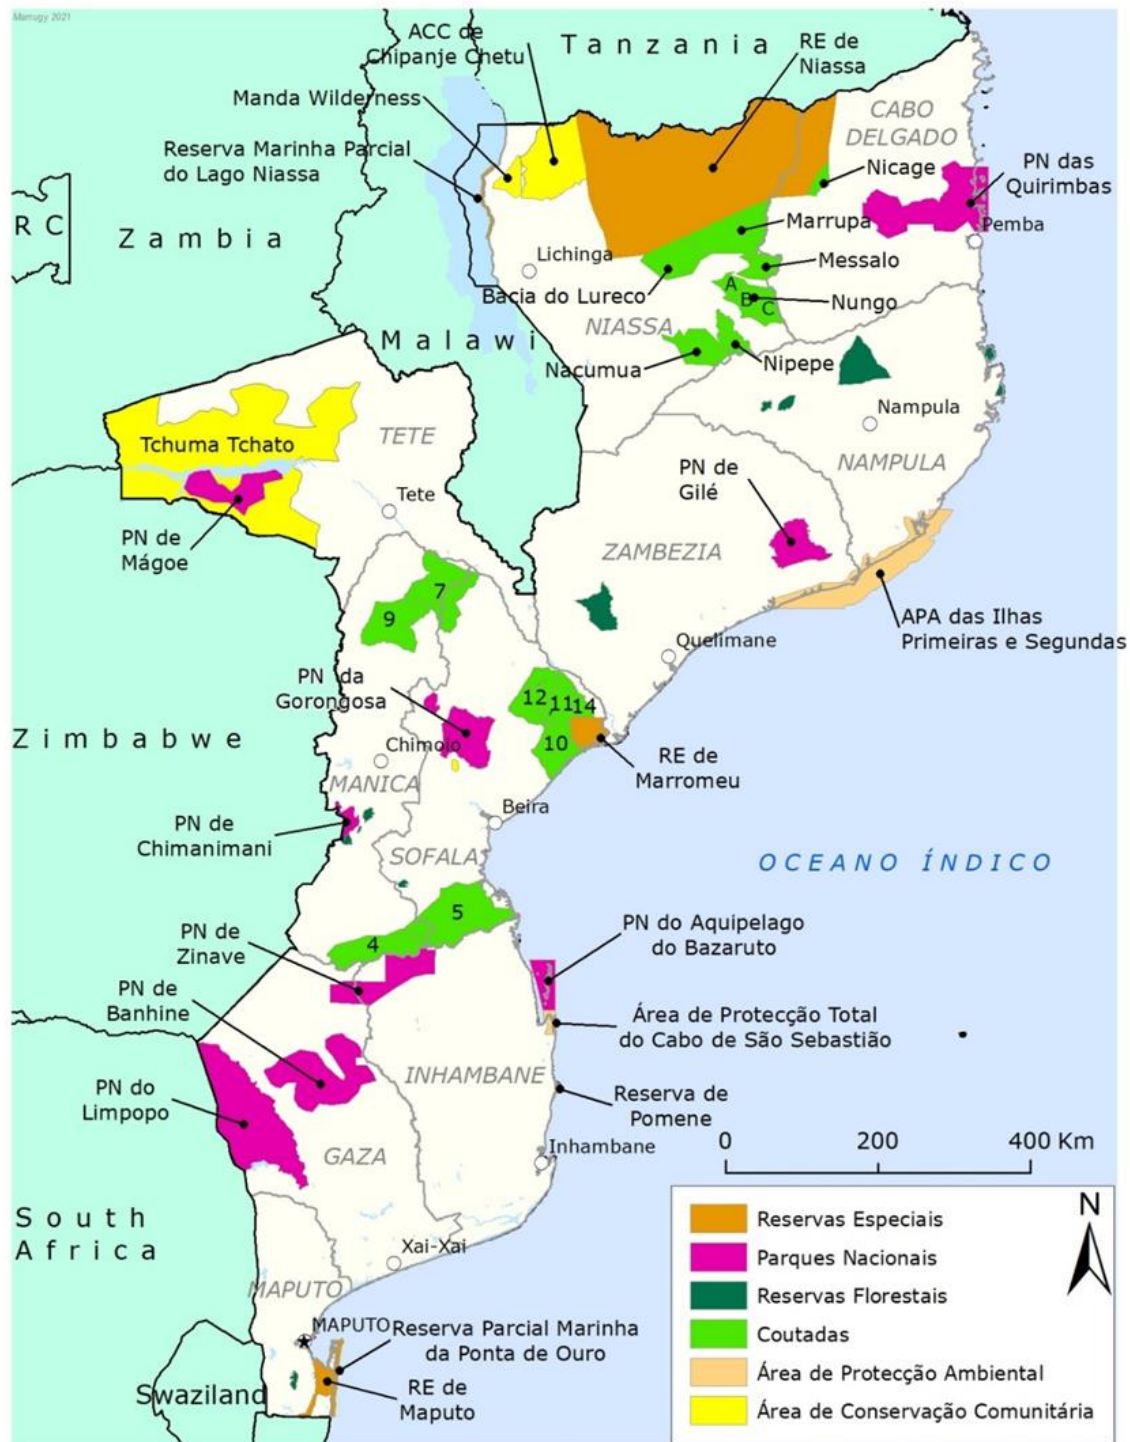 Marrugy 2021
ACC de
Chipanje Chetu
Tanzania
RE de
Niassa
Manda Wilderness
CABO
DELGADO
Reserva Marinha Parcial
do Lago Niassa
Nicage
PN das
Quirimbas
R C
Zambia
Marrupa
Pemba
Lichinga
Messalo
Bacia do Lureco
A
B
C
Nungo
NIASSA
Malawi
Nacumua
Nipepe
Nampula
Tchuma Tchato
TETE
NAMPULA
PN de
Gilé
Tete
PN de
Mágoe
ZAMBEZIA
7
9
APA das Ilhas
Primeiras e Segundas
Quelimane
PN da
Gorongosa
12
11
14
10
Zimbabwe
Chimoio
RE de
Marromeu
MANICA
Beira
PN de
Chimanimani
SOFALA
OCEANO ÍNDICO
5
4
PN de
Zinave
PN do Aquipelago
do Bazaruto
PN de
Banhine
Área de Protecção Total
do Cabo de São Sebastião
INHAMBANE
PN do
Limpopo
Reserva de
Pomene
0 200 400 Km
Inhambane
GAZA
South
Africa
N
Reservas Especiais
Parques Nacionais
Reservas Florestais
Coutadas
Área de Protecção Ambiental
Área de Conservação Comunitária
Xai-Xai
MAPUTO
MAPUTO
Reserva Parcial Marinha
da Ponta de Ouro
Swaziland
RE de
Maputo